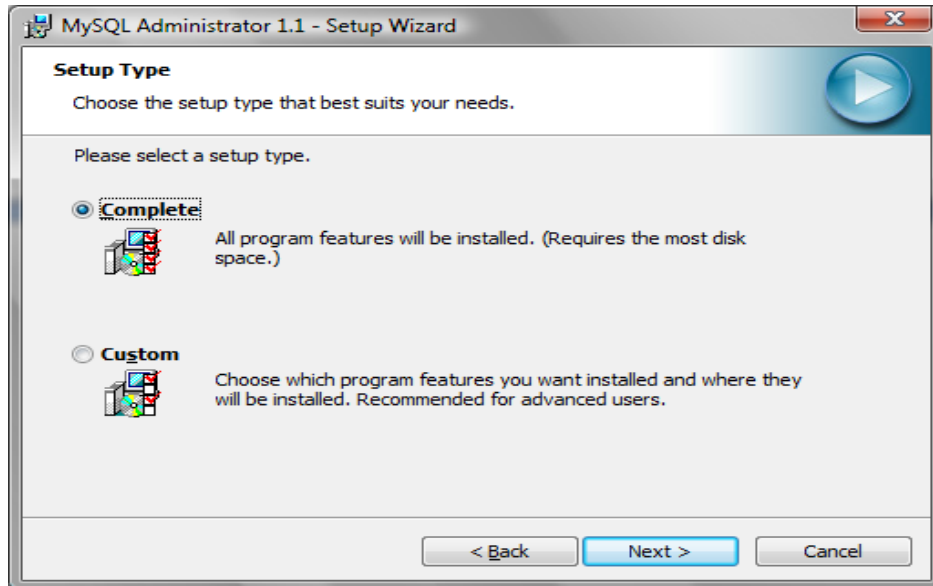 MySQL Administrator 1.1 - Setup Wizard
Setup Type
Choose the setup type that best suits your needs.
Please select a setup type.
Complete
All program features will be installed. (Requires the most disk
space.)
Custom
Choose which program features you want installed and where they
will be installed. Recommended for advanced users.
< Back
Next >
Cancel